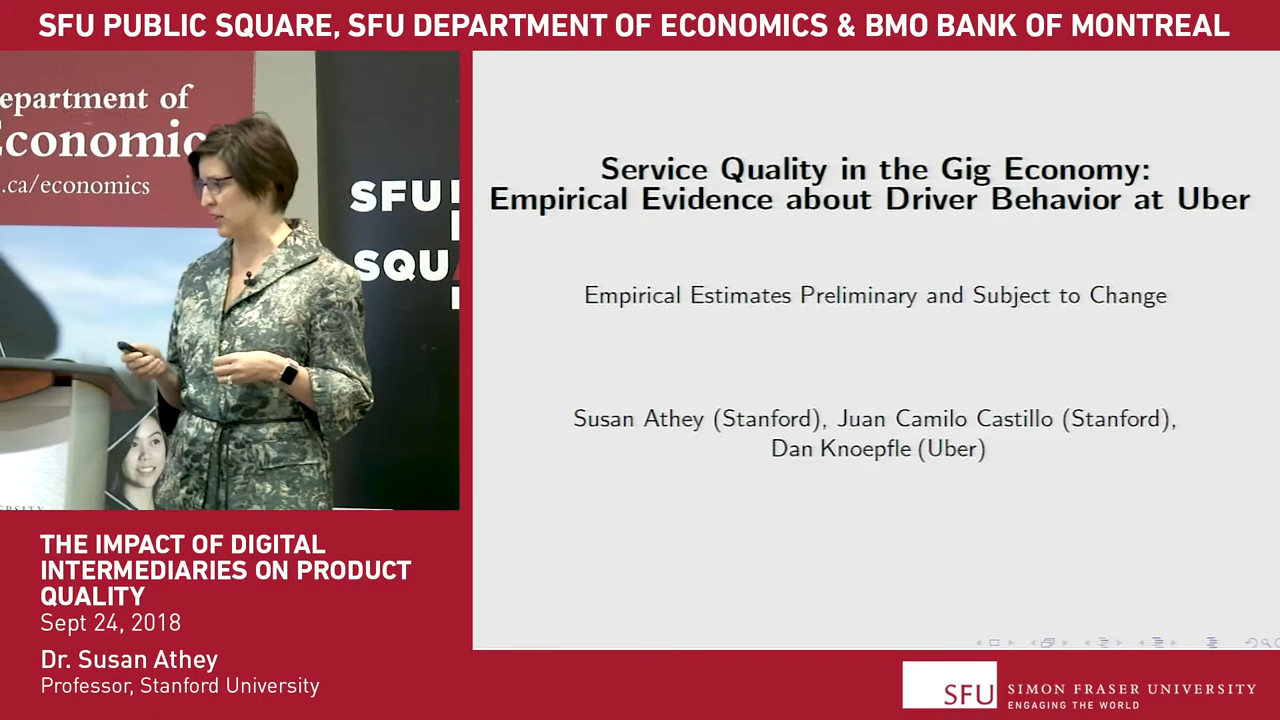 SFU PUBLIC SQUARE, SFU DEPARTMENT OF ECONOMICS & BMO BANK OF MONTREAL
epartment of
conomic
.ca/economics
SFU
SQU
Service Quality in the Gig Economy:
Empirical Evidence about Driver Behavior at Uber
Empirical Estimates Preliminary and Subject to Change
Susan Athey (Stanford), Juan Camilo Castillo (Stanford),
Dan Knoepfle (Uber)
THE IMPACT OF DIGITAL
INTERMEDIARIES ON PRODUCT
QUALITY
Sept 24, 2018
Dr. Susan Athey
Professor, Stanford University
SFU
SIMON FRASER UNIVERSITY
ENGAGING THE WORLD